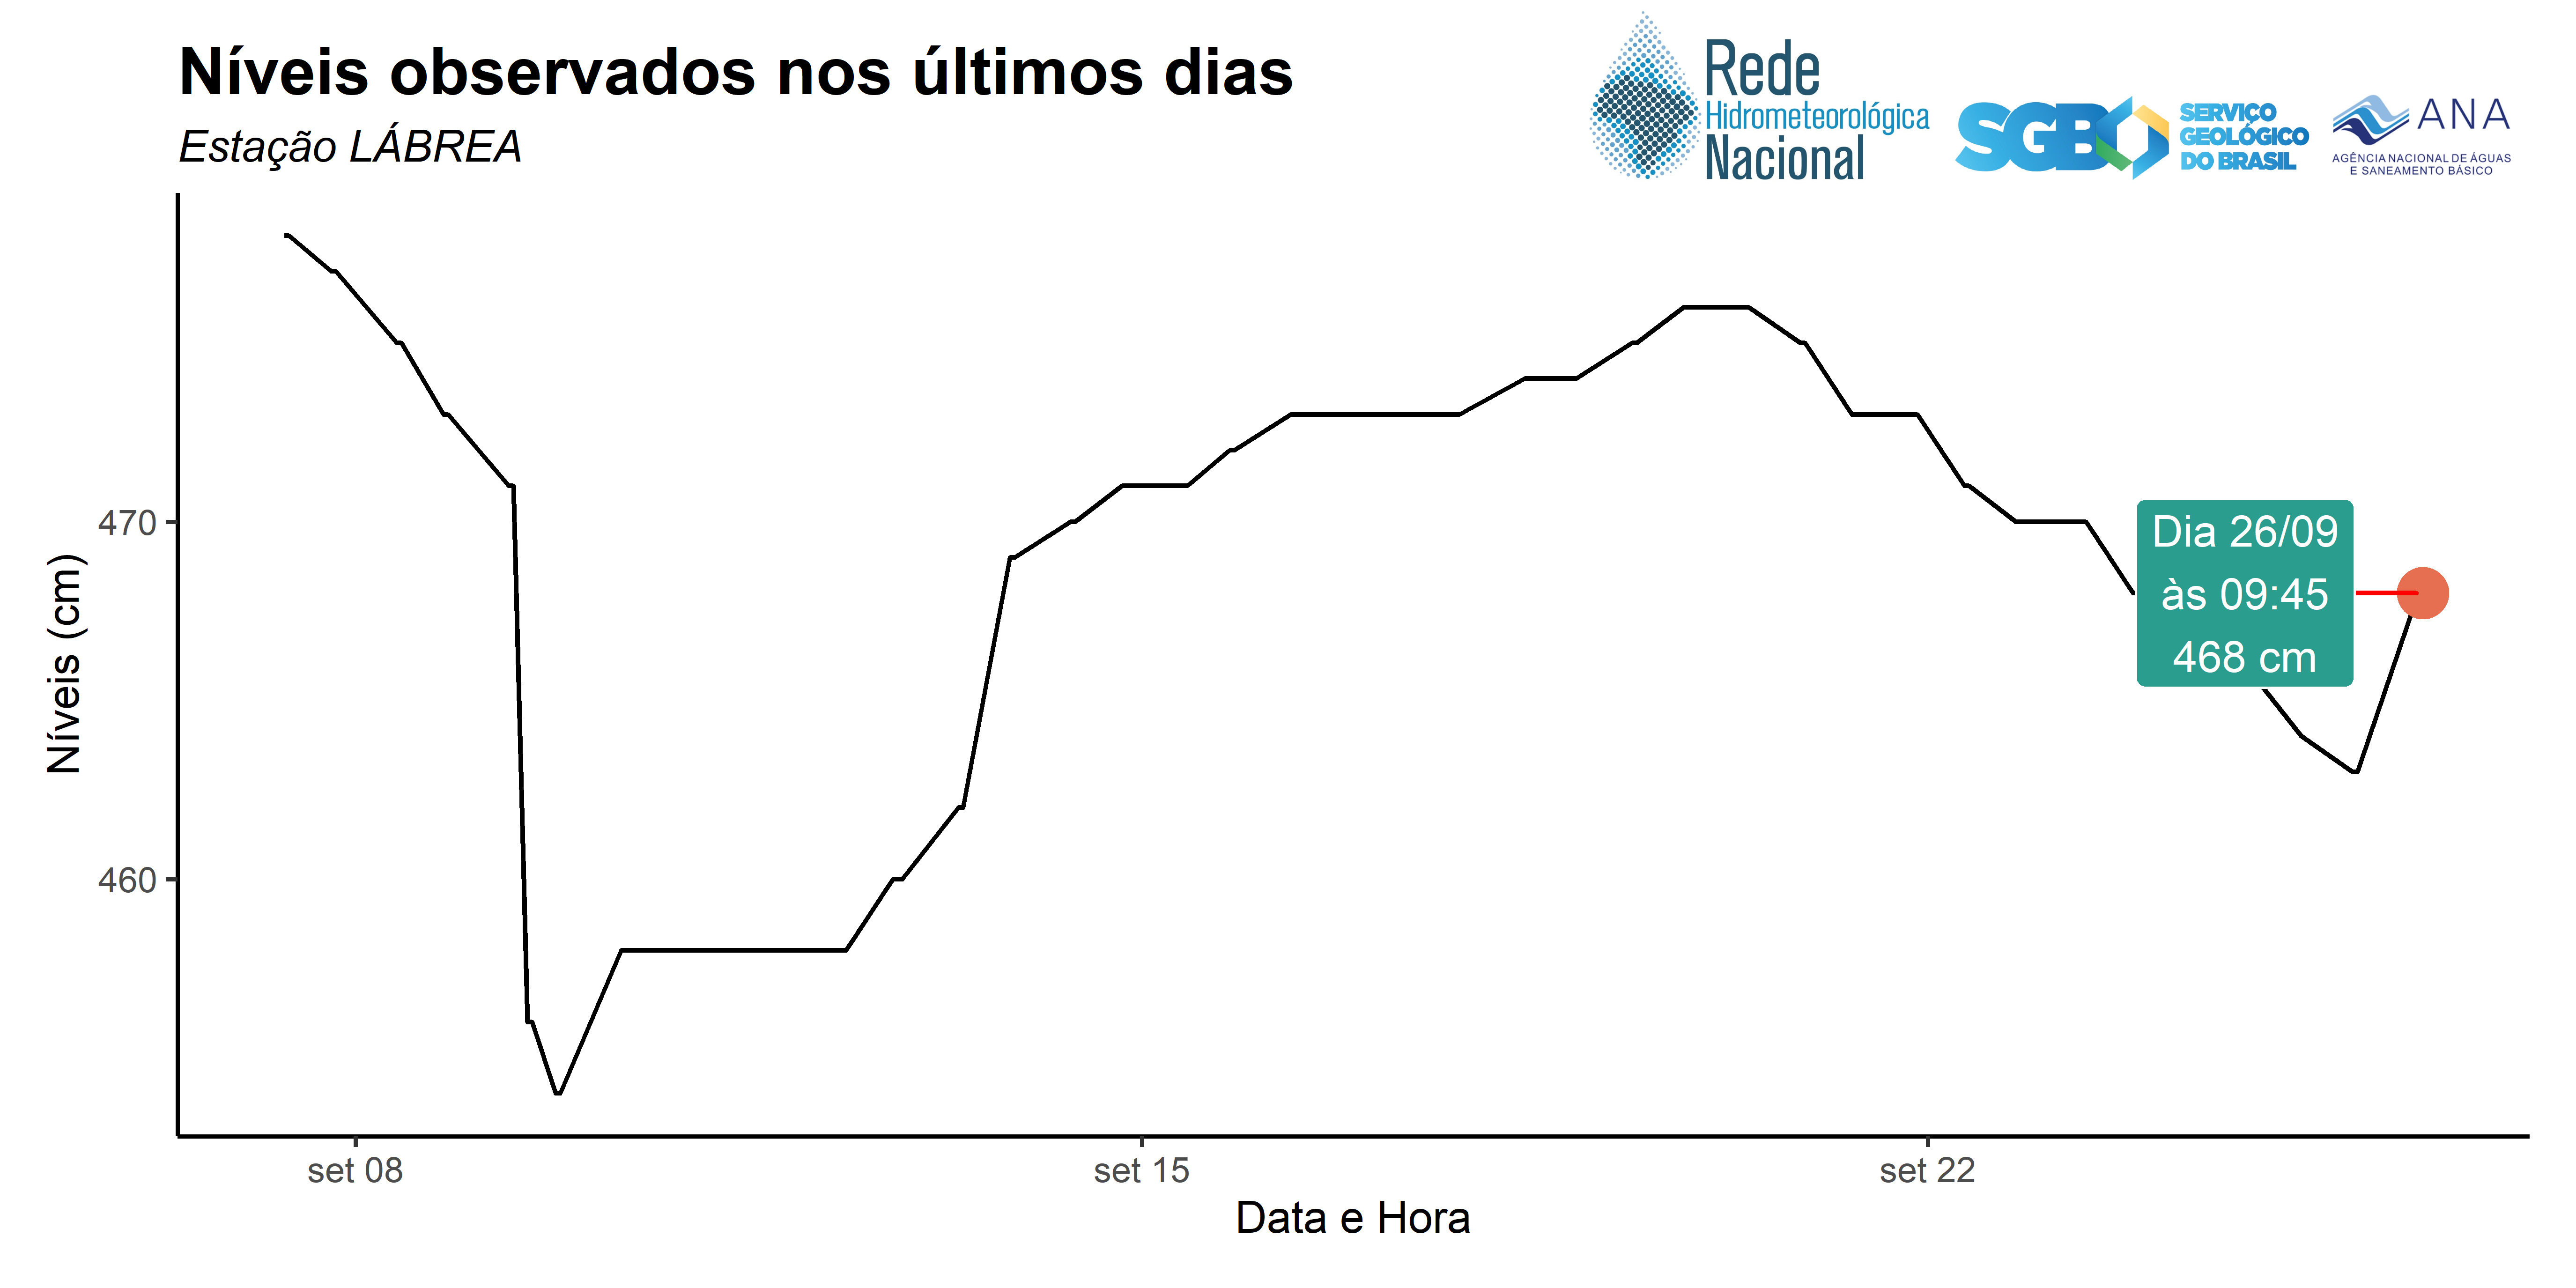 Níveis observados nos últimos dias
Estação LÁBREA
Rede
Hidrometeorológica
Nacional
SGB
SERVIÇO
GEOLÓGICO
DO BRASIL
ANA
AGÊNCIA NACIONAL DE ÁGUAS
E SANEAMENTO BÁSICO
Níveis (cm)
470
460
Dia 26/09
às 09:45
468 cm
set 08
set 15
set 22
Data e Hora